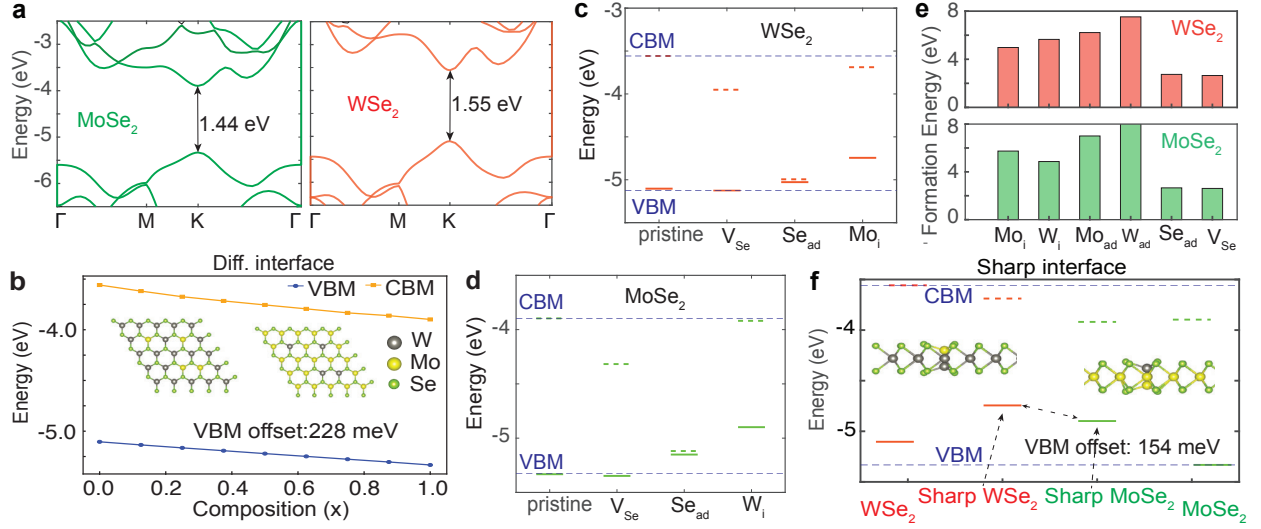 a
-3
-4
-5
-6
Energy (eV)
MoSe2
1.44 eV
Γ
M
K
Γ
WSe2
1.55 eV
Γ
M
K
Γ
b
Diff. interface
VBM
CBM
-4.0
-5.0
Energy (eV)
W
Mo
Se
VBM offset:228 meV
0.0
0.2
0.4
0.6
0.8
1.0
Composition (x)
c
-3
-4
-5
Energy (eV)
WSe2
CBM
VBM
pristine
VSe
Sead
Moi
d
MoSe2
CBM
-4
-5
Energy (eV)
VBM
pristine
VSe
Sead
Wi
e
8
4
0
WSe2
Formation Energy (eV)
8
4
0
MoSe2
Moi
Wi
Moad
Wad
Sead
VSe
f
Sharp interface
CBM
-4
-5
Energy (eV)
VBM offset: 154 meV
VBM
WSe2
Sharp WSe2
Sharp MoSe2
MoSe2